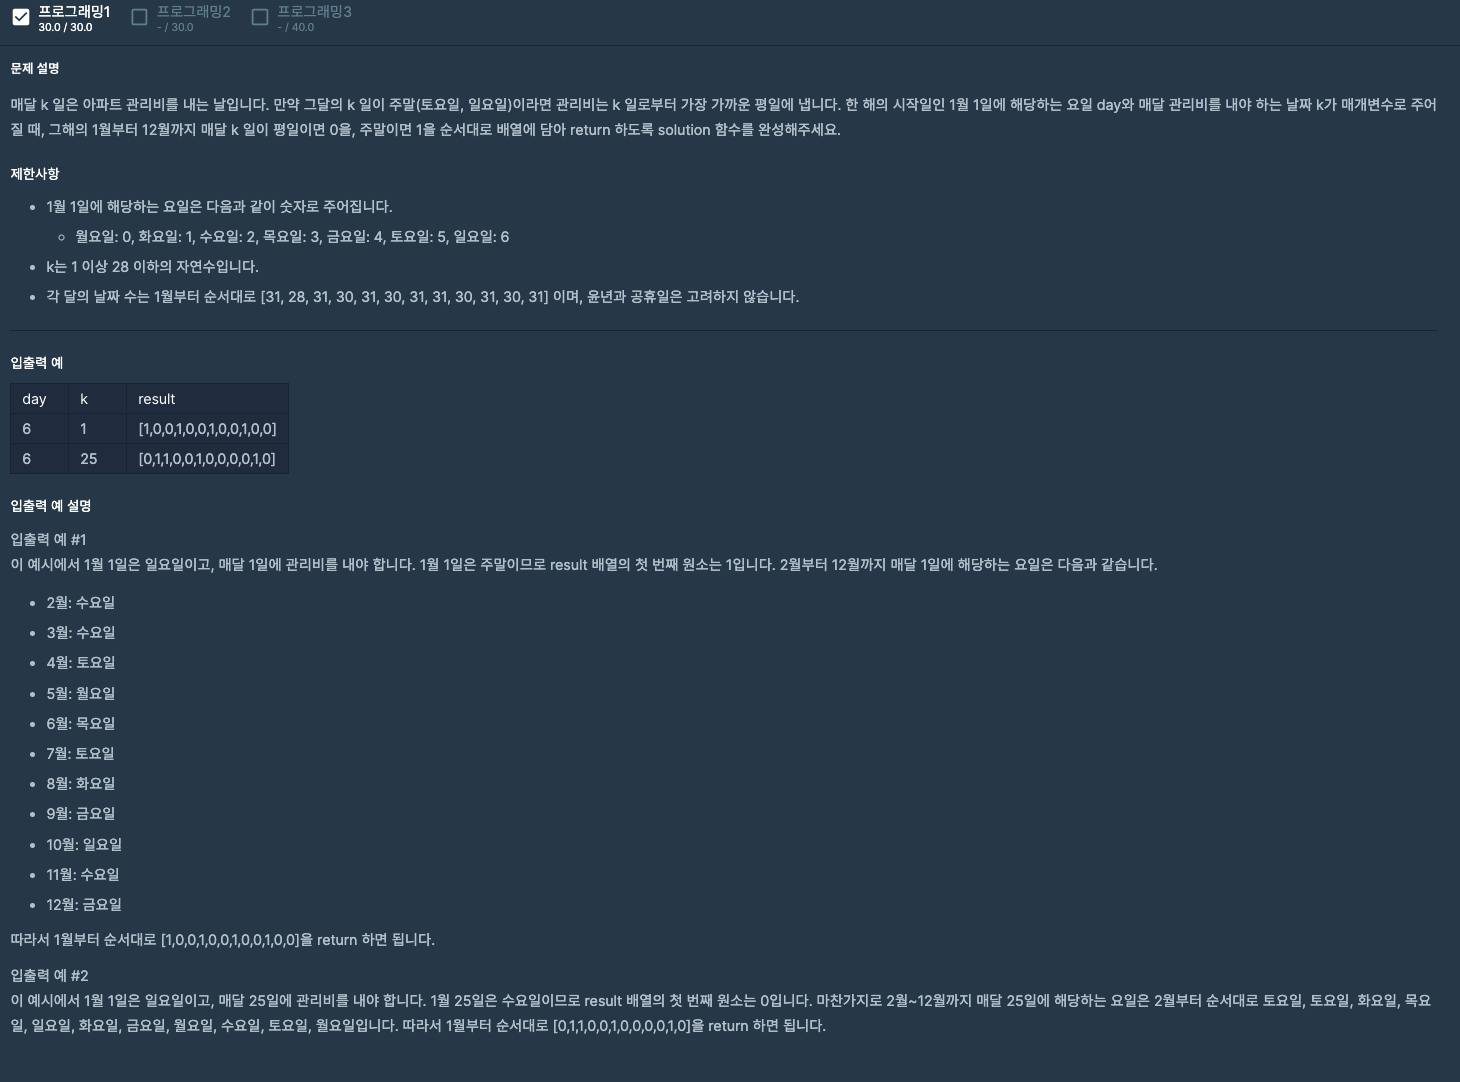 프로그래밍1
30.0 / 30.0
프로그래밍2
- / 30.0
프로그래밍3
- / 40.0
문제 설명
매달 k 일은 아파트 관리비를 내는 날입니다. 만약 그달의 k 일이 주말(토요일, 일요일)이라면 관리비는 k 일로부터 가장 가까운 평일에 냅니다. 한 해의 시작일인 1월 1일에 해당하는 요일 day와 매달 관리비를 내야 하는 날짜 k가 매개변수로 주어
질 때, 그해의 1월부터 12월까지 매달 k 일이 평일이면 0을, 주말이면 1을 순서대로 배열에 담아 return 하도록 solution 함수를 완성해주세요.
제한사항
• 1월 1일에 해당하는 요일은 다음과 같이 숫자로 주어집니다.
◦ 월요일: 0, 화요일: 1, 수요일: 2, 목요일: 3, 금요일: 4, 토요일: 5, 일요일: 6
• k는 1 이상 28 이하의 자연수입니다.
• 각 달의 날짜 수는 1월부터 순서대로 [31, 28, 31, 30, 31, 30, 31, 31, 30, 31, 30, 31] 이며, 윤년과 공휴일은 고려하지 않습니다.
입출력 예
day k result
6 1 [1,0,0,1,0,0,1,0,0,1,0,0]
6 25 [0,1,1,0,0,1,0,0,0,0,1,0]
입출력 예 설명
입출력 예 #1
이 예시에서 1월 1일은 일요일이고, 매달 1일에 관리비를 내야 합니다. 1월 1일은 주말이므로 result 배열의 첫 번째 원소는 1입니다. 2월부터 12월까지 매달 1일에 해당하는 요일은 다음과 같습니다.
• 2월: 수요일
• 3월: 수요일
• 4월: 토요일
• 5월: 월요일
• 6월: 목요일
• 7월: 토요일
• 8월: 화요일
• 9월: 금요일
• 10월: 일요일
• 11월: 수요일
• 12월: 금요일
따라서 1월부터 순서대로 [1,0,0,1,0,0,1,0,0,1,0,0]을 return 하면 됩니다.
입출력 예 #2
이 예시에서 1월 1일은 일요일이고, 매달 25일에 관리비를 내야 합니다. 1월 25일은 수요일이므로 result 배열의 첫 번째 원소는 0입니다. 마찬가지로 2월~12월까지 매달 25일에 해당하는 요일은 2월부터 순서대로 토요일, 토요일, 화요일, 목요
일, 일요일, 화요일, 금요일, 월요일, 수요일, 토요일, 월요일입니다. 따라서 1월부터 순서대로 [0,1,1,0,0,1,0,0,0,0,1,0]을 return 하면 됩니다.